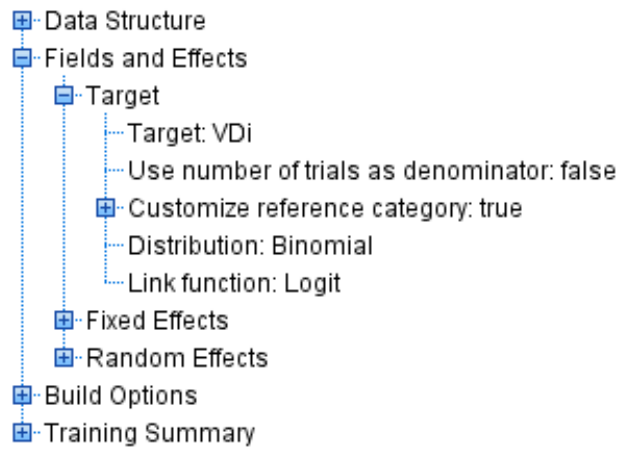 Data Structure
Fields and Effects
Target
Target: VDi
Use number of trials as denominator: false
Customize reference category: true
Distribution: Binomial
Link function: Logit
Fixed Effects
Random Effects
Build Options
Training Summary